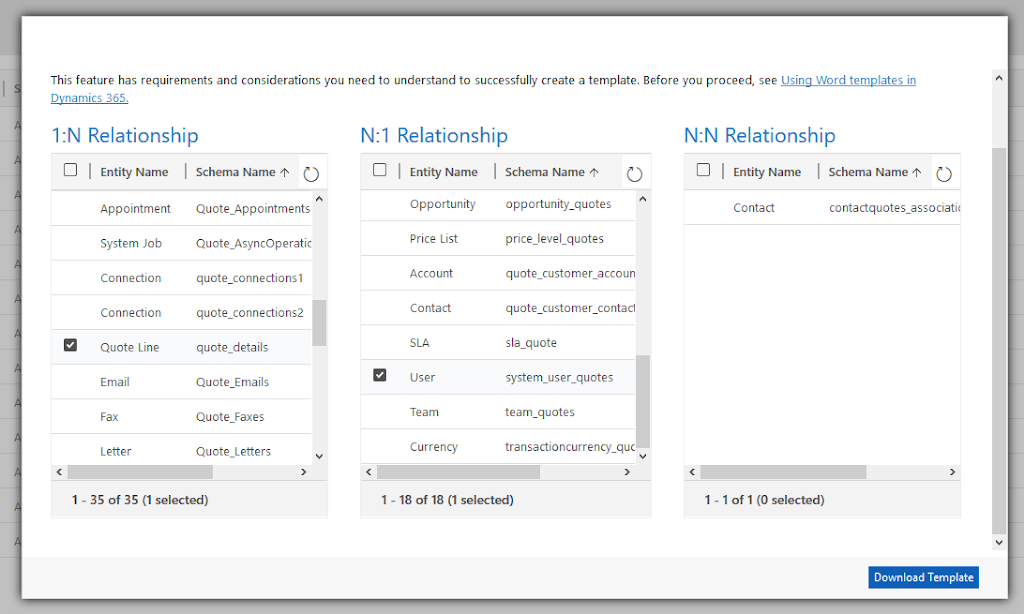 This feature has requirements and considerations you need to understand to successfully create a template. Before you proceed, see Using Word templates in
Dynamics 365.
1:N Relationship
Entity Name Schema Name ↑
Appointment Quote_Appointments
System Job Quote_AsyncOperatic
Connection quote_connections1
Connection quote_connections2
Quote Line quote_details
Email Quote_Emails
Fax Quote_Faxes
Letter Quote_Letters
1 - 35 of 35 (1 selected)
N:1 Relationship
Entity Name Schema Name ↑
Opportunity opportunity_quotes
Price List price_level_quotes
Account quote_customer_accoun
Contact quote_customer_contact
SLA sla_quote
User system_user_quotes
Team team_quotes
Currency transactioncurrency_quo
1 - 18 of 18 (1 selected)
N:N Relationship
Entity Name Schema Name ↑
Contact contactquotes_associatio
1 - 1 of 1 (0 selected)
Download Template